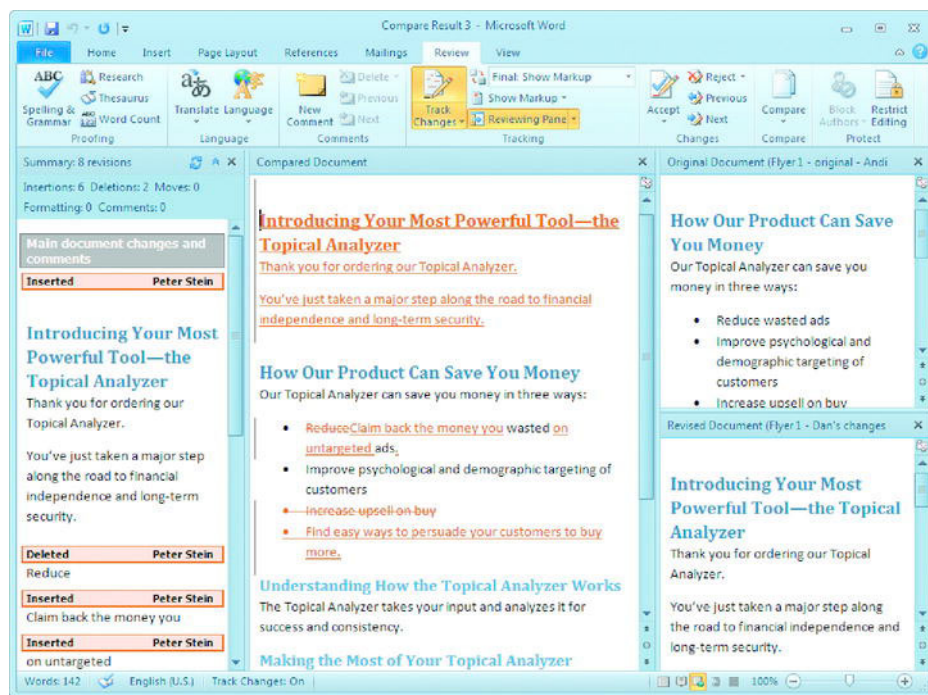 Compare Result 3 - Microsoft Word
File Home Insert Page Layout References Mailings Review View
ABC
Spelling & Grammar
Research
Thesaurus
Word Count
Proofing
Translate Language
Language
New Comment
Delete
Previous
Next
Comments
Track Changes
Final: Show Markup
Show Markup
Reviewing Pane
Tracking
Accept
Reject
Previous
Next
Changes
Compare
Compare
Block Authors
Restrict Editing
Protect
Summary: 8 revisions
Insertions: 6 Deletions: 2 Moves: 0
Formatting: 0 Comments: 0
Main document changes and
comments
Inserted Peter Stein
Introducing Your Most
Powerful Tool—the
Topical Analyzer
Thank you for ordering our
Topical Analyzer.
You've just taken a major step
along the road to financial
independence and long-term
security.
Deleted Peter Stein
Reduce
Inserted Peter Stein
Claim back the money you
Inserted Peter Stein
on untargeted
Compared Document
Introducing Your Most Powerful Tool—the
Topical Analyzer
Thank you for ordering our Topical Analyzer.
You've just taken a major step along the road to financial
independence and long-term security.
How Our Product Can Save You Money
Our Topical Analyzer can save you money in three ways:
• ReduceClaim back the money you wasted on
untargeted ads.
• Improve psychological and demographic targeting of
customers
• Increase upsell on buy
• Find easy ways to persuade your customers to buy
more.
Understanding How the Topical Analyzer Works
The Topical Analyzer takes your input and analyzes it for
success and consistency.
Making the Most of Your Topical Analyzer
Original Document (Flyer 1 - original - Andi
How Our Product Can Save
You Money
Our Topical Analyzer can save you
money in three ways:
• Reduce wasted ads
• Improve psychological and
demographic targeting of
customers
• Increase upsell on buy
Revised Document (Flyer 1 - Dan's changes
Introducing Your Most
Powerful Tool—the Topical
Analyzer
Thank you for ordering our Topical
Analyzer.
You've just taken a major step along
the road to financial independence and
long-term security.
Words: 142 English (U.S.) Track Changes: On 100%